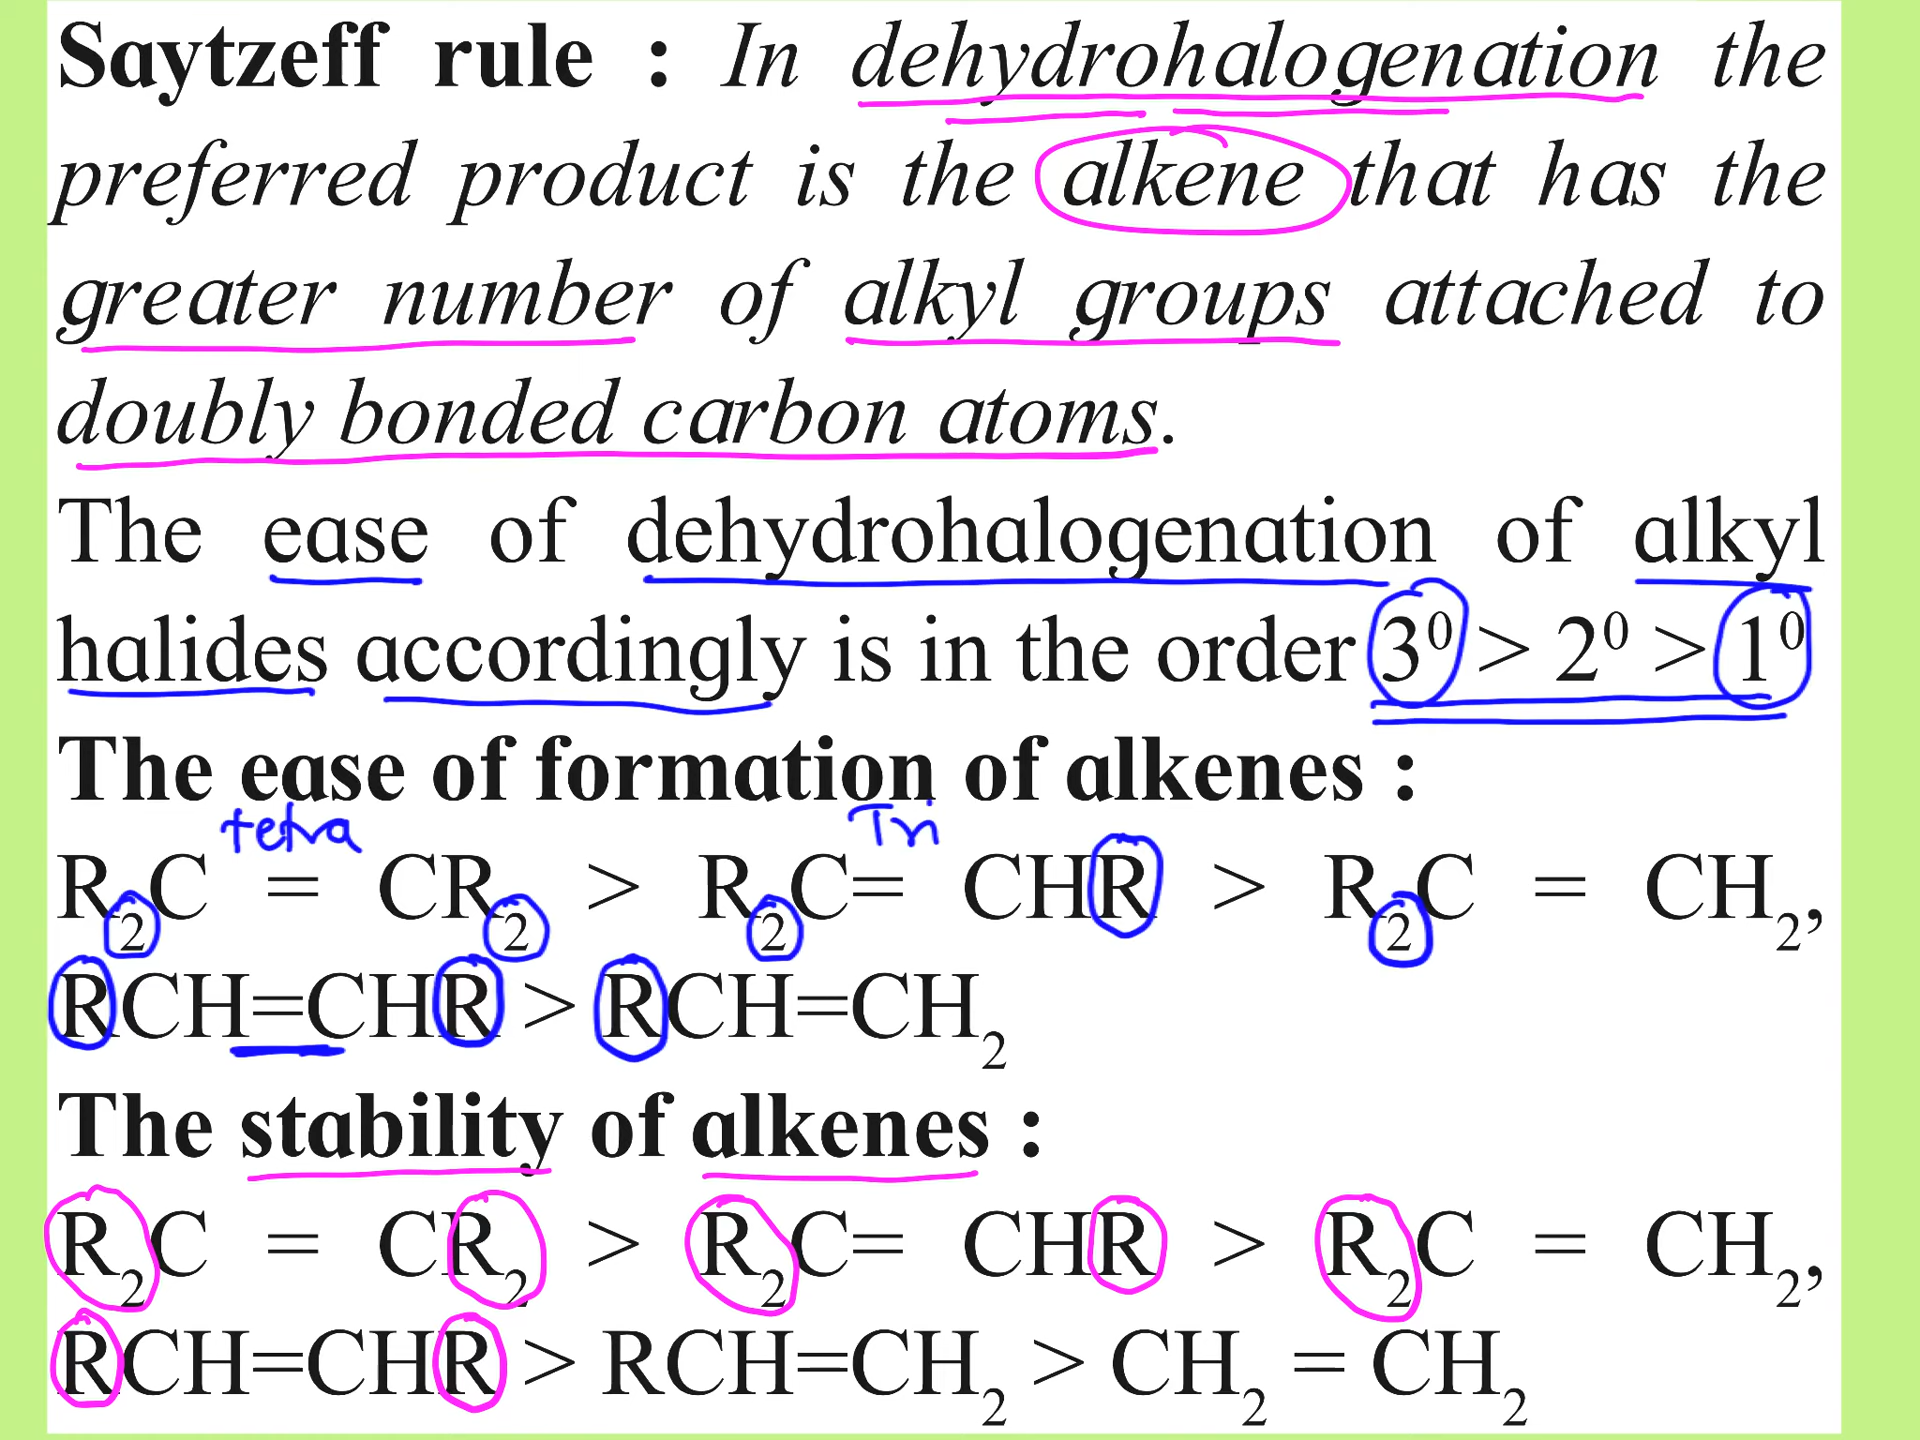 Saytzeff rule : In dehydrohalogenation the
preferred product is the alkene that has the
greater number of alkyl groups attached to
doubly bonded carbon atoms.
The ease of dehydrohalogenation of alkyl
halides accordingly is in the order 3⁰ > 2⁰ > 1⁰
The ease of formation of alkenes :
tetra Tri
R₂C = CR₂ > R₂C= CHR > R₂C = CH₂,
RCH=CHR > RCH=CH₂
The stability of alkenes :
R₂C = CR₂ > R₂C= CHR > R₂C = CH₂,
RCH=CHR > RCH=CH₂ > CH₂ = CH₂